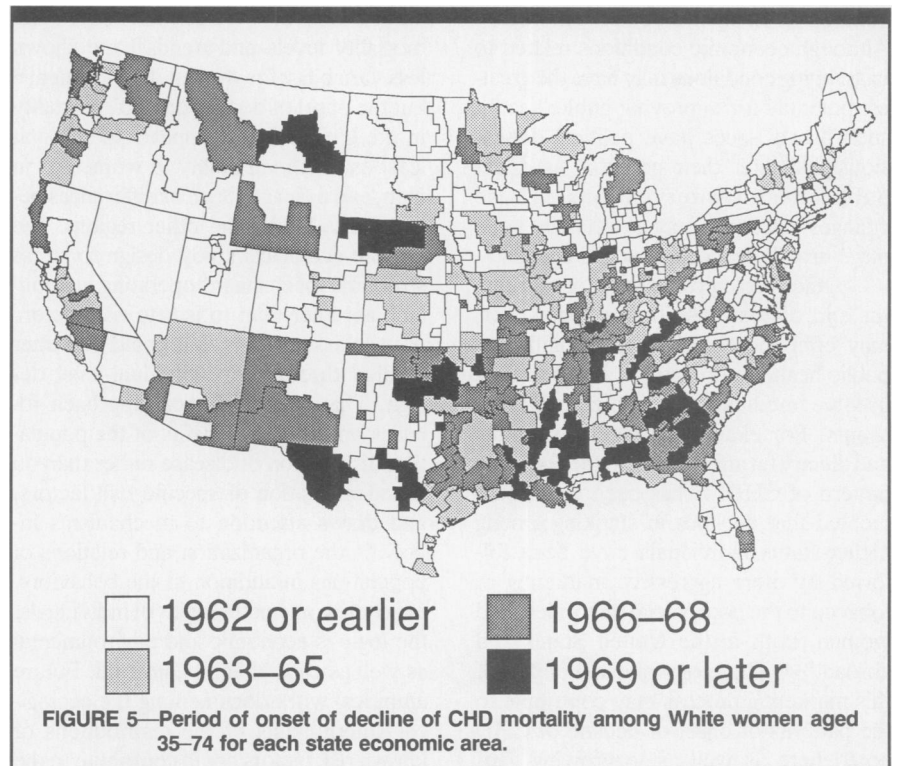 1962 or earlier
1966–68
1963–65
1969 or later
FIGURE 5—Period of onset of decline of CHD mortality among White women aged
35–74 for each state economic area.